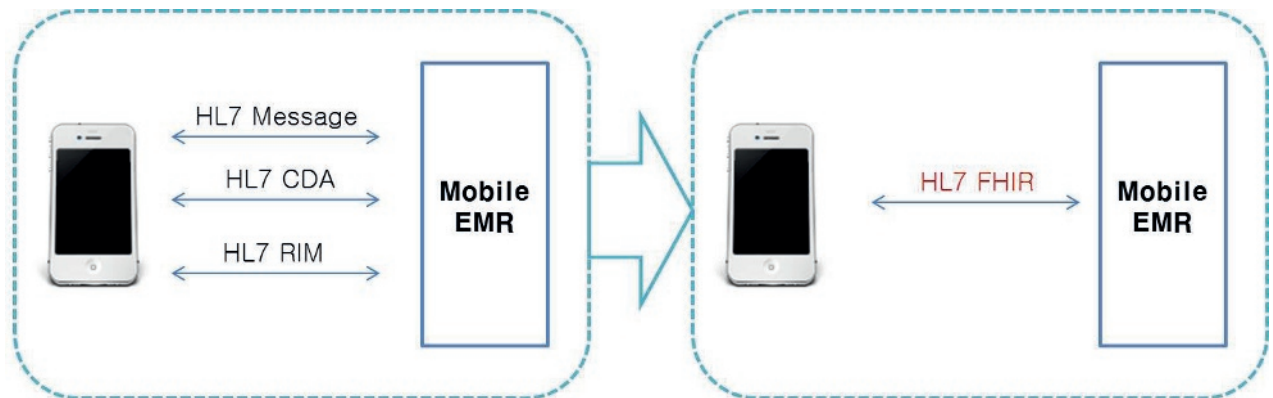 HL7 Message
HL7 CDA
HL7 RIM
Mobile
EMR
HL7 FHIR
Mobile
EMR